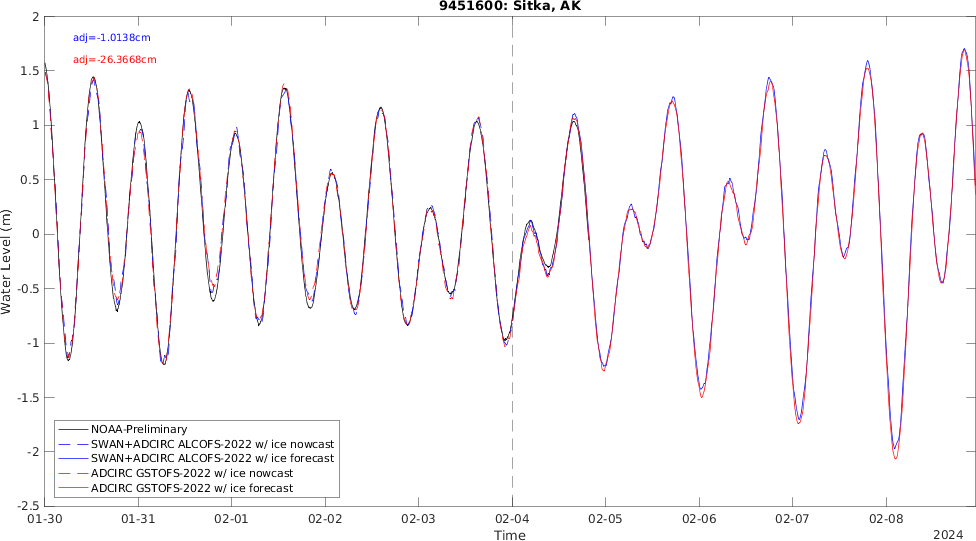 9451600: Sitka, AK
2
adj=-1.0138cm
adj=-26.3668cm
1.5
1
0.5
0
-0.5
-1
-1.5
-2
-2.5
Water Level (m)
NOAA-Preliminary
SWAN+ADCIRC ALCOFS-2022 w/ ice nowcast
SWAN+ADCIRC ALCOFS-2022 w/ ice forecast
ADCIRC GSTOFS-2022 w/ ice nowcast
ADCIRC GSTOFS-2022 w/ ice forecast
01-30 01-31 02-01 02-02 02-03 02-04 02-05 02-06 02-07 02-08
Time
2024